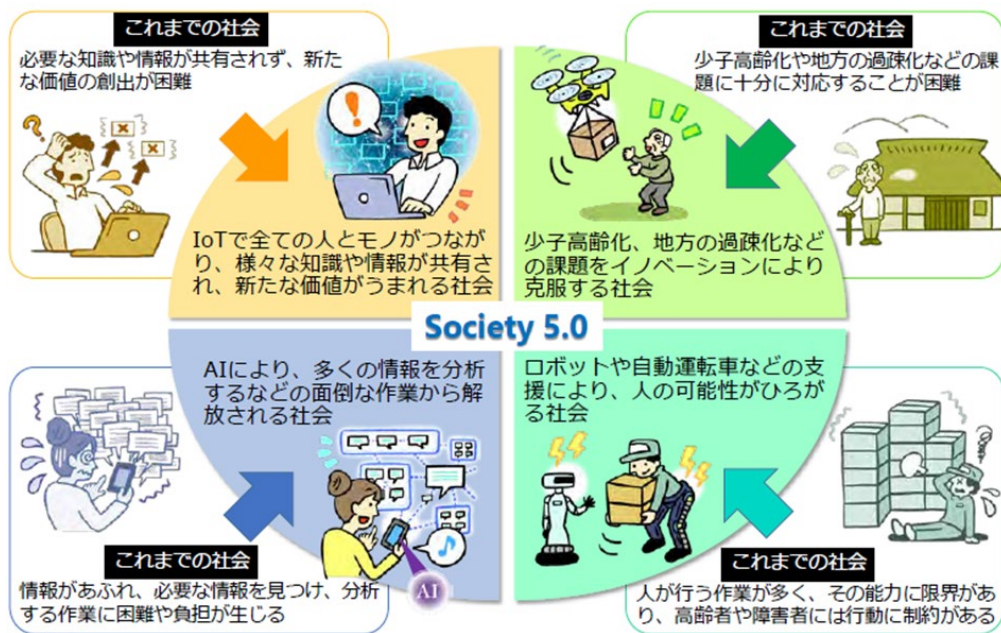 これまでの社会
必要な知識や情報が共有されず、新た
な価値の創出が困難
IoTで全ての人とモノがつなが
り、様々な知識や情報が共有さ
れ、新たな価値がうまれる社会
これまでの社会
少子高齢化や地方の過疎化などの課
題に十分に対応することが困難
少子高齢化、地方の過疎化など
の課題をイノベーションにより
克服する社会
Society 5.0
AIにより、多くの情報を分析
するなどの面倒な作業から解
放される社会
AI
これまでの社会
情報があふれ、必要な情報を見つけ、分析
する作業に困難や負担が生じる
ロボットや自動運転車などの支
援により、人の可能性がひろが
る社会
これまでの社会
人が行う作業が多く、その能力に限界があ
り、高齢者や障害者には行動に制約がある